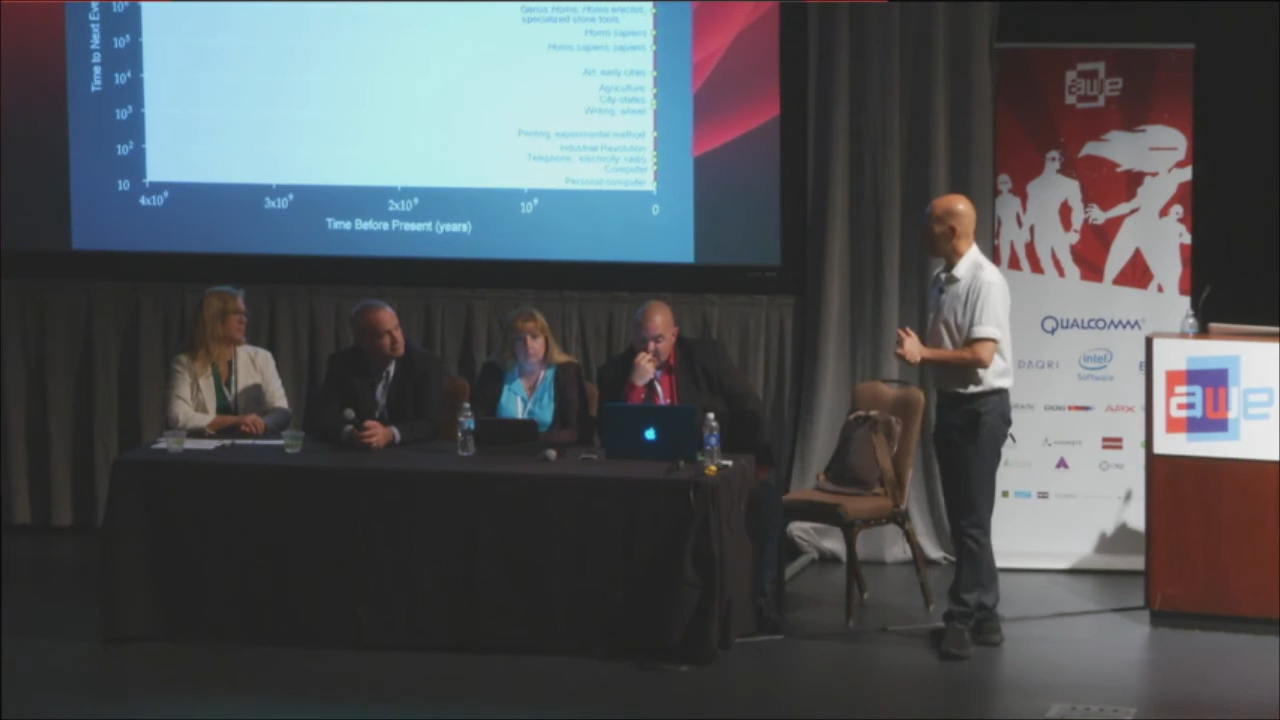 Time to Next Eve
10⁶
10⁵
10⁴
10³
10²
10
Genus Homo, Homo erectus,
specialized stone tools
Homo sapiens
Homo sapiens sapiens
Art, early cities
Agriculture
City-states
Writing, wheel
Printing, experimental method
Industrial Revolution
Telephone, electricity, radio
Computer
Personal computer
4x10⁹
3x10⁹
2x10⁹
10⁹
0
Time Before Present (years)
awe
QUALCOMM
DAQRI
intel
Software
APX
awe